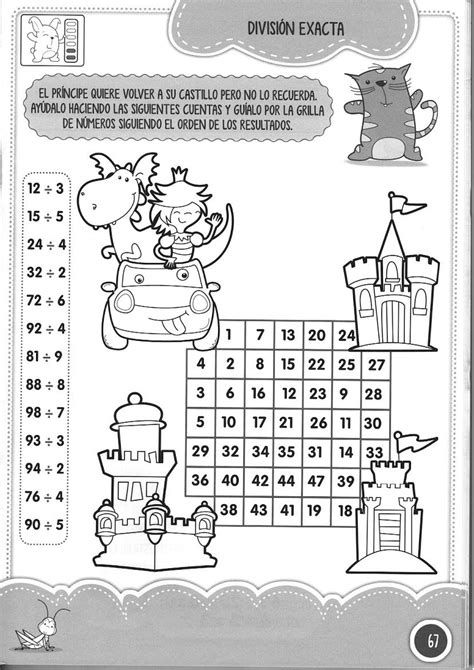 DIVISIÓN EXACTA
EL PRÍNCIPE QUIERE VOLVER A SU CASTILLO PERO NO LO RECUERDA.
AYÚDALO HACIENDO LAS SIGUIENTES CUENTAS Y GUÍALO POR LA GRILLA
DE NÚMEROS SIGUIENDO EL ORDEN DE LOS RESULTADOS.
12 ÷ 3
15 ÷ 5
24 ÷ 4
32 ÷ 2
72 ÷ 6
92 ÷ 4
81 ÷ 9
88 ÷ 8
98 ÷ 7
93 ÷ 3
94 ÷ 2
76 ÷ 4
90 ÷ 5
1 7 13 20 24
4 2 8 15 22 25 27
3 6 16 12 23 9 28
5 10 17 21 26 11 30
29 32 34 35 31 14 33
36 40 37 44 47 42 46
38 43 41 19 18
67